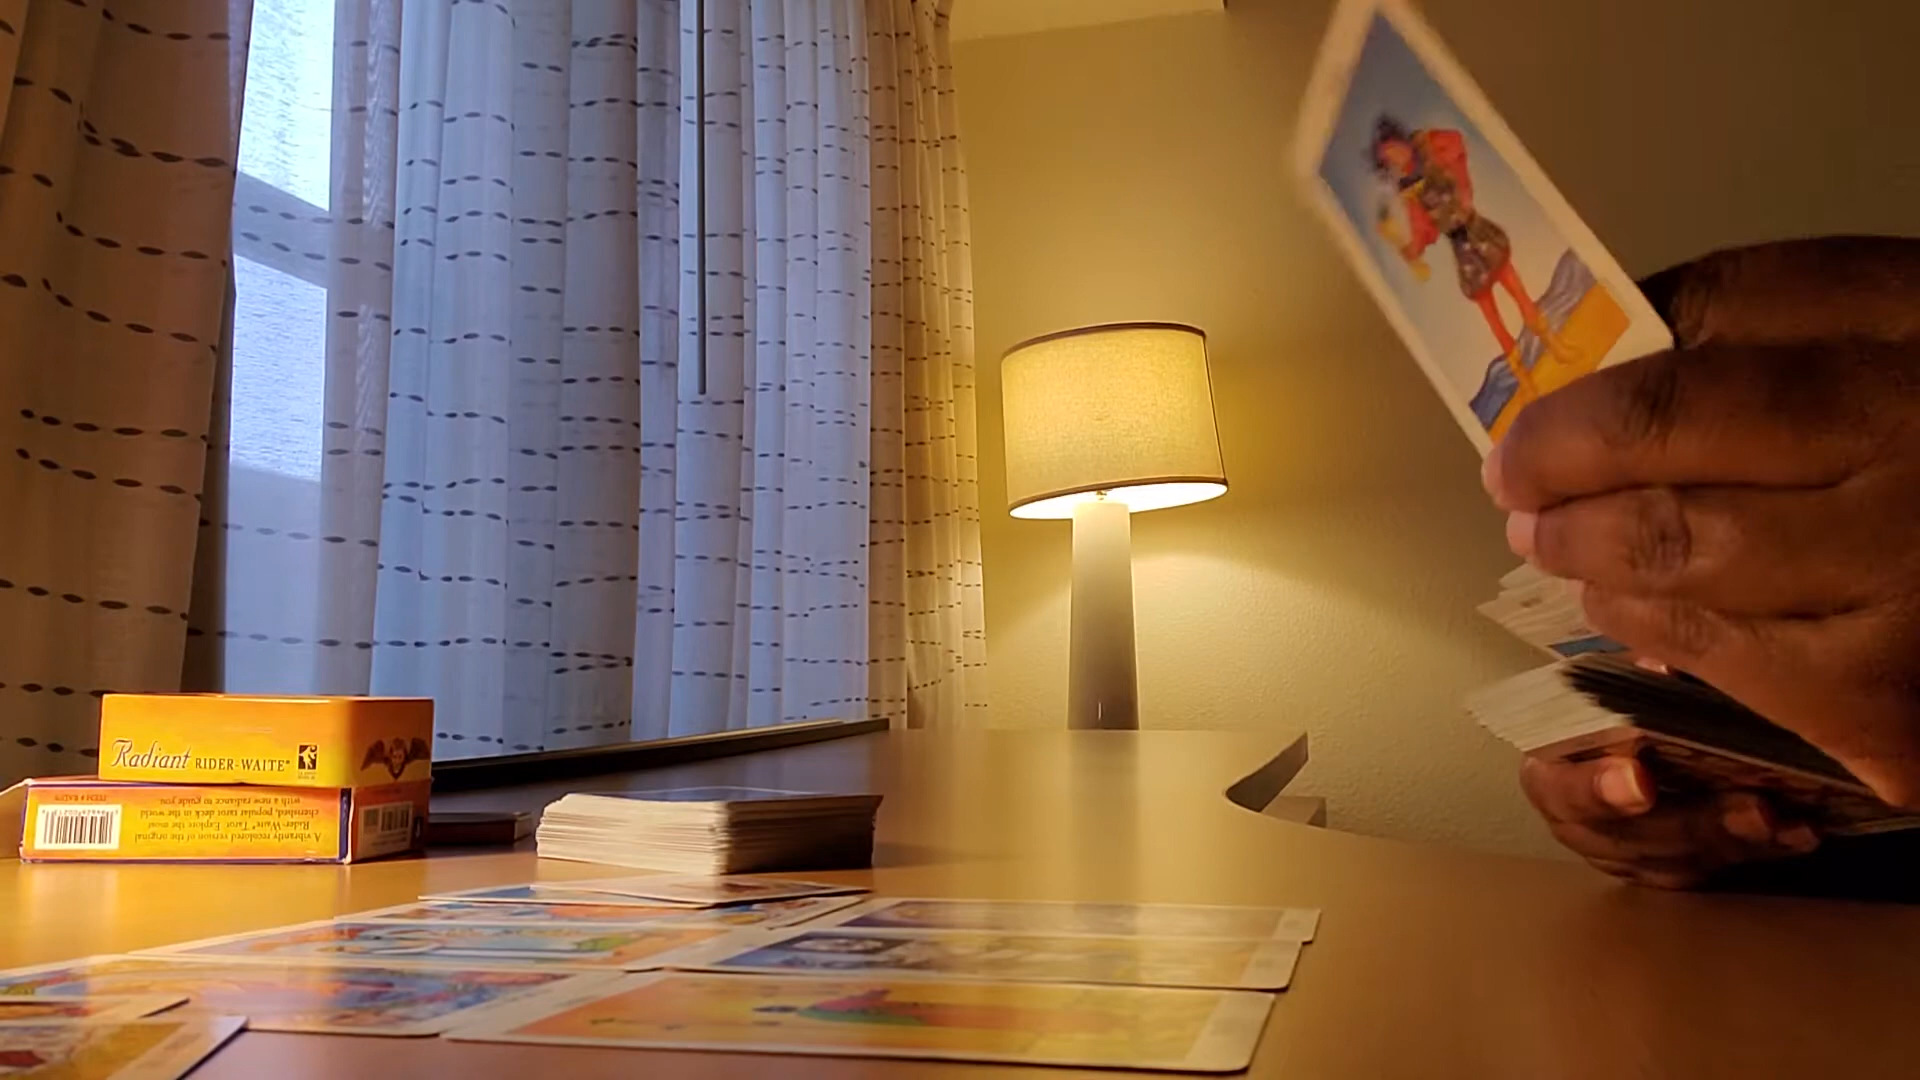 Radiant RIDER-WAITE®
A vibrantly recolored version of the original
Rider-Waite® Tarot. Explore the most
cherished, popular tarot deck in the world
with a new radiance to guide you